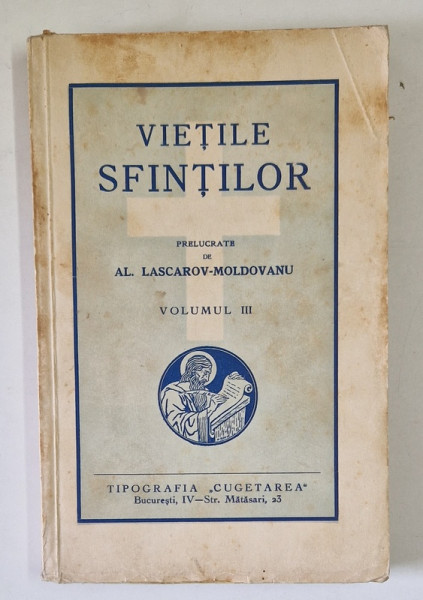 VIEȚILE
SFINȚILOR
PRELUCRATE
DE
AL. LASCAROV-MOLDOVANU
VOLUMUL III
TIPOGRAFIA „CUGETAREA“
București, IV—Str. Mătăsari, 23